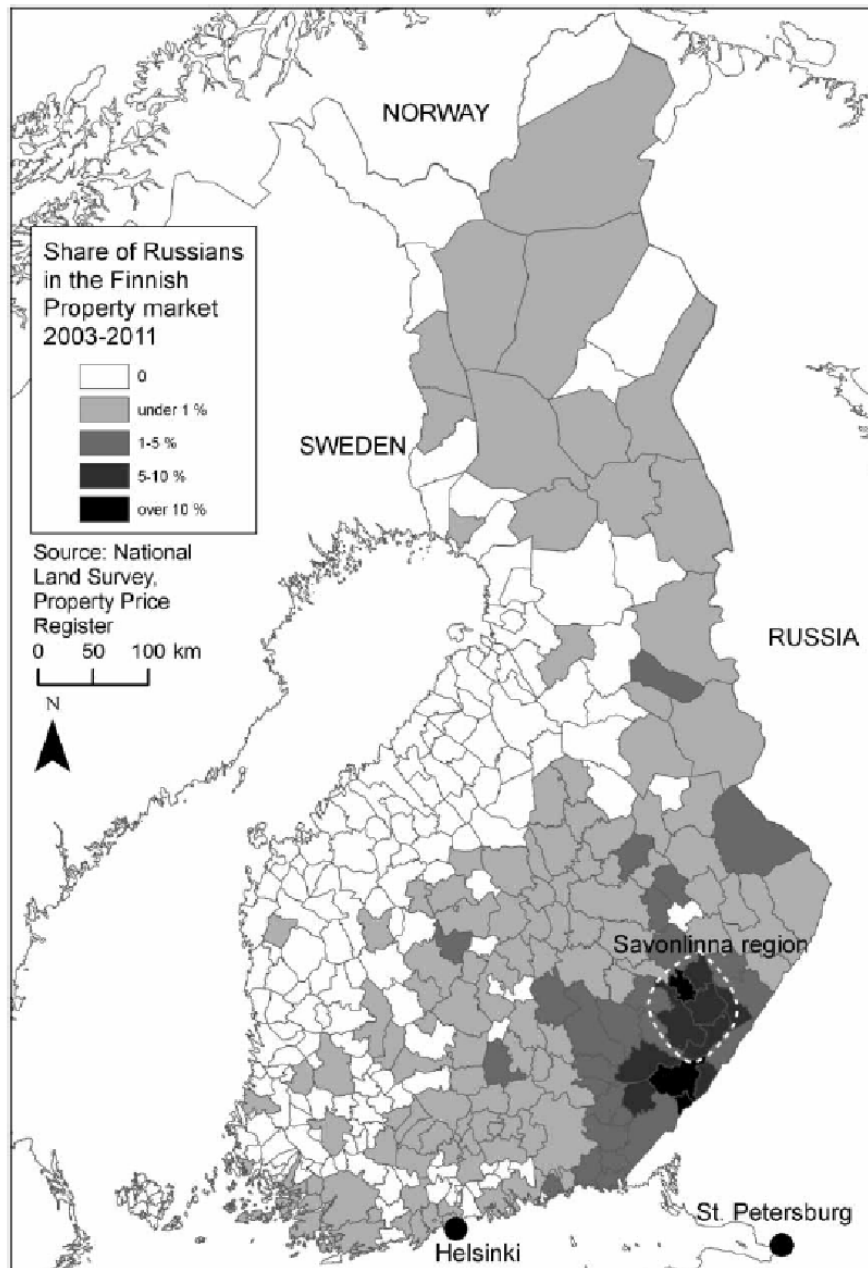 NORWAY
Share of Russians
in the Finnish
Property market
2003-2011
0
under 1 %
1-5 %
5-10 %
over 10 %
SWEDEN
Source: National
Land Survey,
Property Price
Register
0 50 100 km
RUSSIA
N
Savonlinna region
St. Petersburg
Helsinki